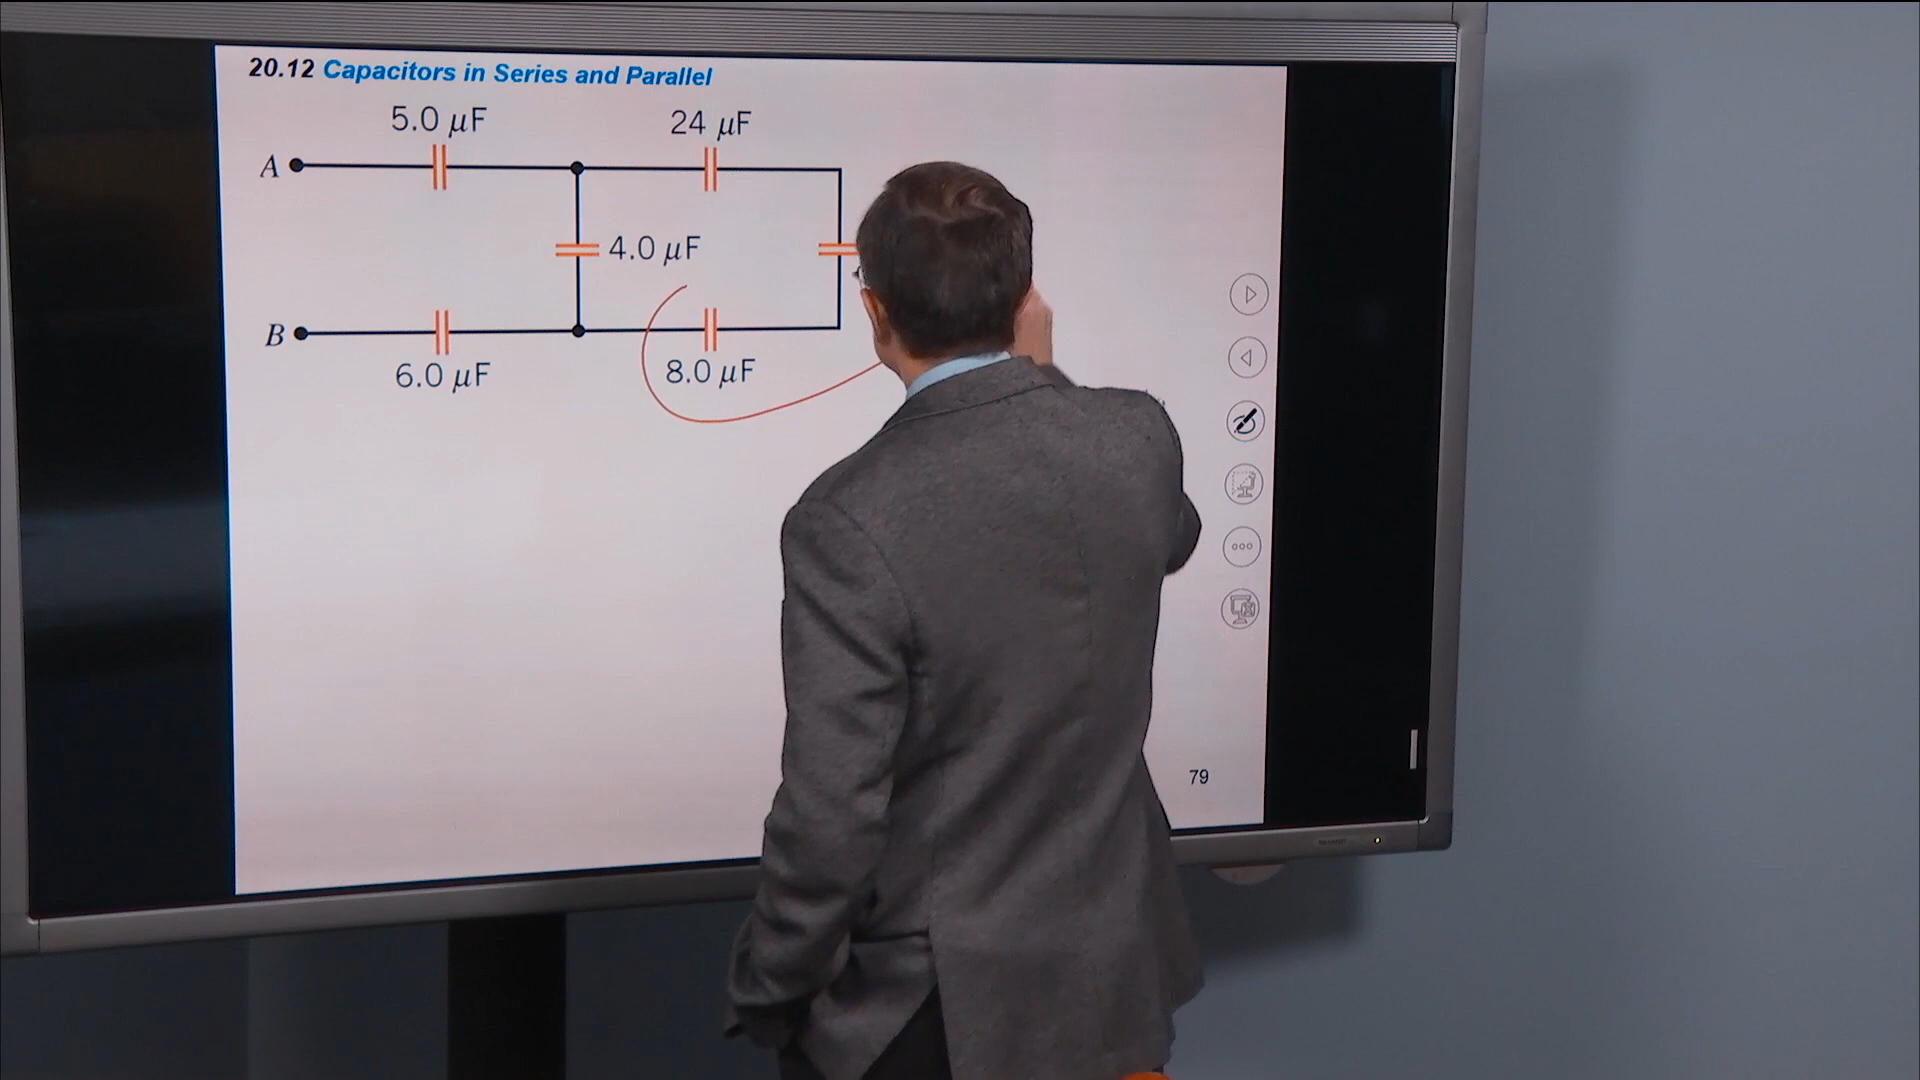 20.12 Capacitors in Series and Parallel
5.0 µF
24 µF
A
4.0 µF
B
6.0 µF
8.0 µF
79